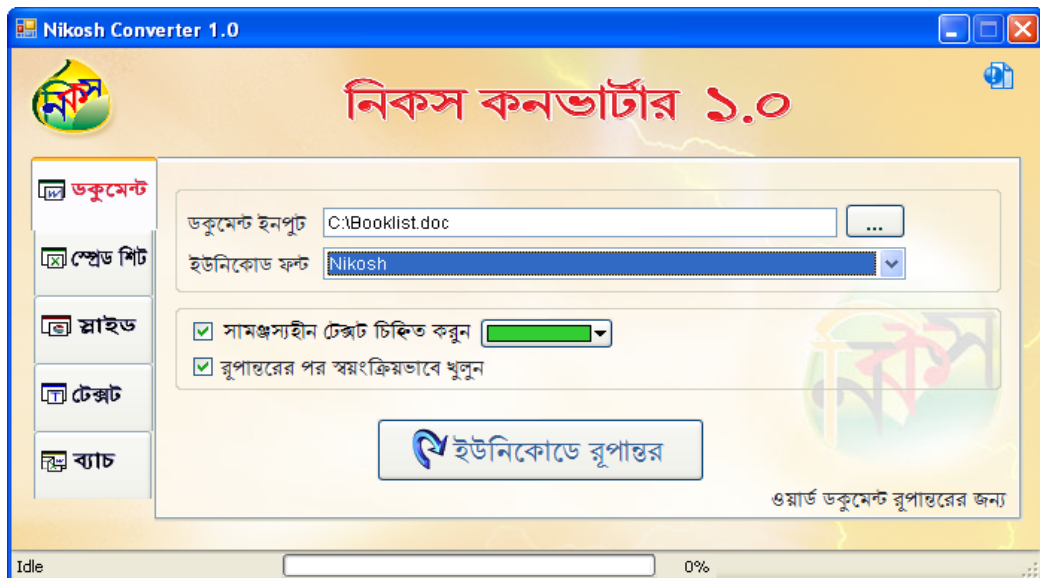 Nikosh Converter 1.0
নিকস
নিকস কনভার্টার ১.০
ডকুমেন্ট
স্প্রেড শিট
স্লাইড
টেক্সট
ব্যাচ
ডকুমেন্ট ইনপুট C:\Booklist.doc ...
ইউনিকোড ফন্ট Nikosh
সামঞ্জস্যহীন টেক্সট চিহ্নিত করুন
রূপান্তরের পর স্বয়ংক্রিয়ভাবে খুলুন
নিকস
ইউনিকোডে রূপান্তর
ওয়ার্ড ডকুমেন্ট রূপান্তরের জন্য
Idle 0%